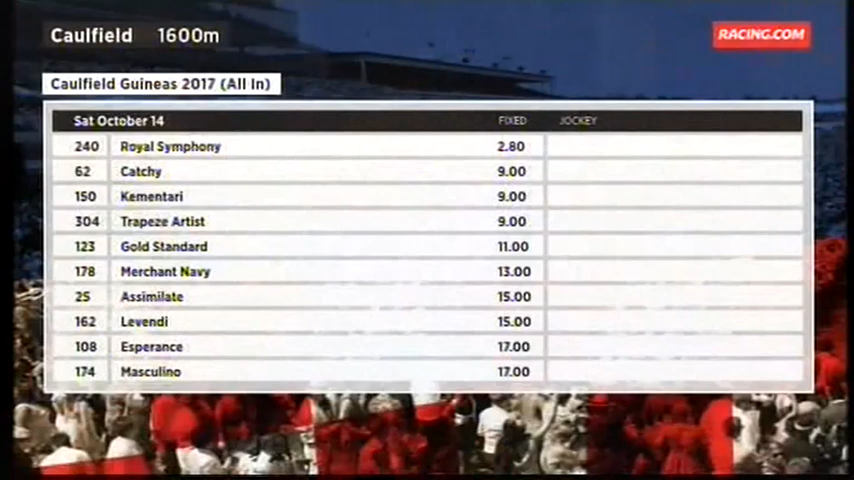 Caulfield 1600m
RACING.COM
Caulfield Guineas 2017 (All In)
Sat October 14 FIXED JOCKEY
240 Royal Symphony 2.80
62 Catchy 9.00
150 Kementari 9.00
304 Trapeze Artist 9.00
123 Gold Standard 11.00
178 Merchant Navy 13.00
25 Assimilate 15.00
162 Levendi 15.00
108 Esperance 17.00
174 Masculino 17.00